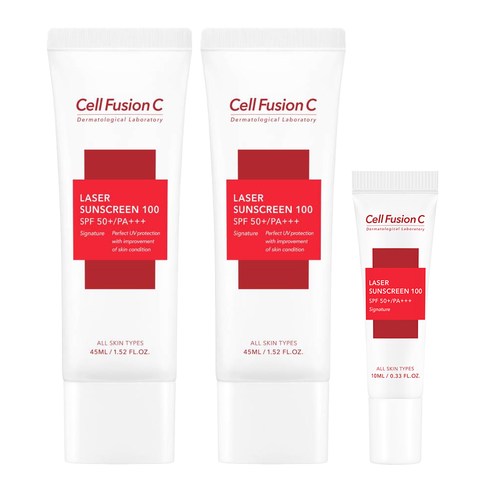 Cell Fusion C
Dermatological Laboratory
LASER
SUNSCREEN 100
SPF 50+/PA+++
Signature
Perfect UV protection
with improvement
of skin condition
ALL SKIN TYPES
45ML / 1.52 FL.OZ.
Cell Fusion C
Dermatological Laboratory
LASER
SUNSCREEN 100
SPF 50+/PA+++
Signature
Perfect UV protection
with improvement
of skin condition
ALL SKIN TYPES
45ML / 1.52 FL.OZ.
Cell Fusion C
Dermatological Laboratory
LASER
SUNSCREEN 100
SPF 50+/PA+++
Signature
ALL SKIN TYPES
10ML / 0.33 FL.OZ.